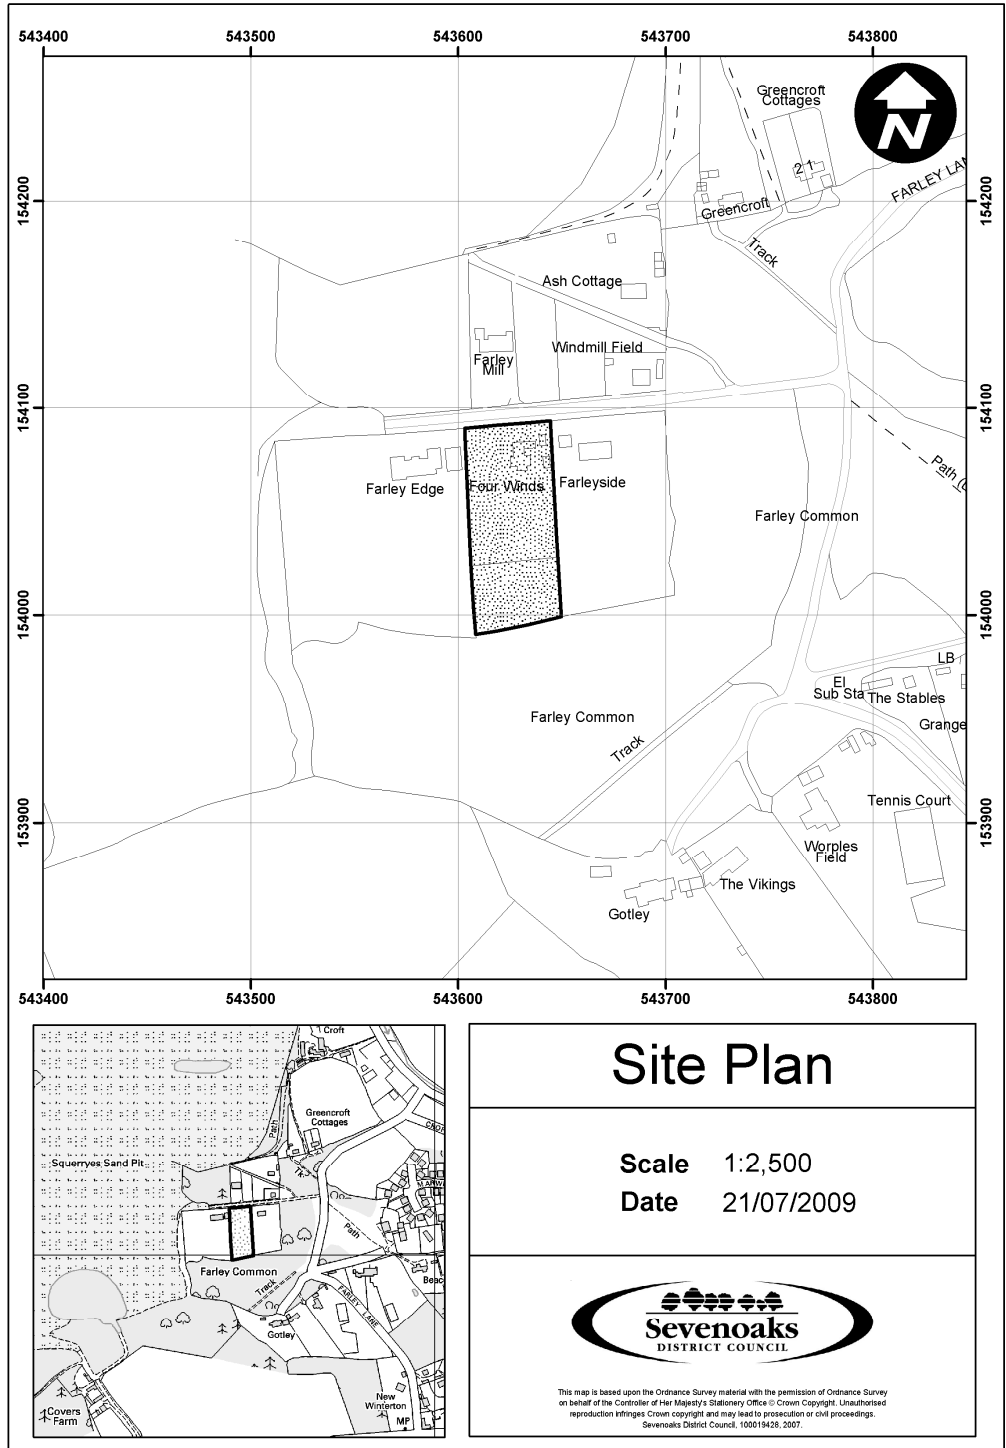 543400 543500 543600 543700 543800
Greencroft
Cottages
N
2 1
154200
154200
FARLEY LAN
Greencroft
Track
Ash Cottage
Windmill Field
Farley
Mill
154100
154100
Path (u
Farley Edge
Four Winds
Farleyside
Farley Common
154000
154000
LB
El
Sub Sta
The Stables
Grange
Farley Common
Track
Tennis Court
153900
153900
Worples
Field
The Vikings
Gotley
543400 543500 543600 543700 543800
Croft
Path
Greencroft
Cottages
CROF
Squerryes Sand Pit
Tk
MARWE
Path
Farley Common
Track
Beac
FARLEY LANE
Gotley
New
Winterton
Covers
Farm
MP
Site Plan
Scale 1:2,500
Date 21/07/2009
Sevenoaks
DISTRICT COUNCIL
This map is based upon the Ordnance Survey material with the permission of Ordnance Survey
on behalf of the Controller of Her Majesty's Stationery Office © Crown Copyright. Unauthorised
reproduction infringes Crown copyright and may lead to prosecution or civil proceedings.
Sevenoaks District Council, 100019428, 2007.